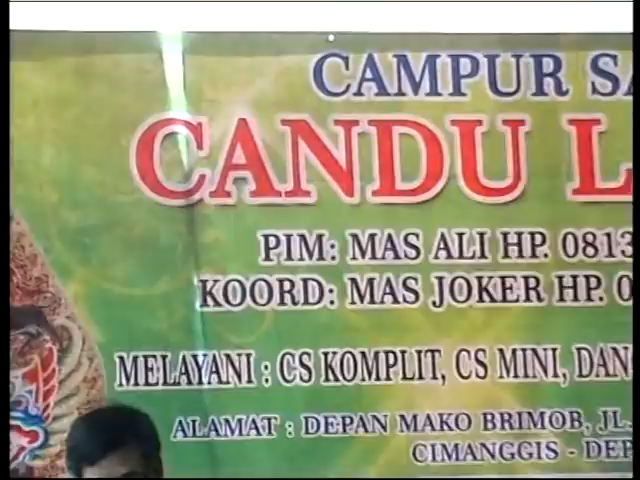 CAMPUR SA
CANDU L
PIM: MAS ALI HP. 0813
KOORD: MAS JOKER HP. 0
MELAYANI : CS KOMPLIT, CS MINI, DAN
ALAMAT : DEPAN MAKO BRIMOB, JL.
CIMANGGIS - DEP